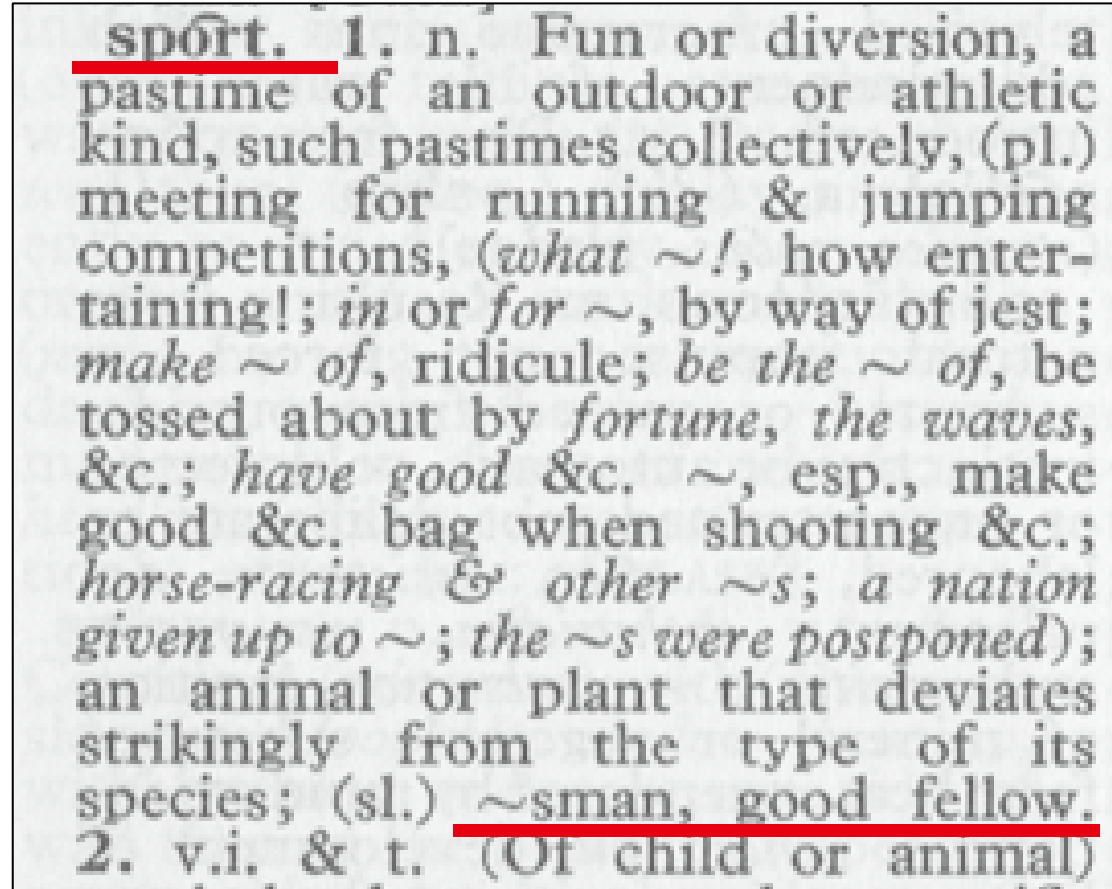 spôrt. 1. n. Fun or diversion, a
pastime of an outdoor or athletic
kind, such pastimes collectively, (pl.)
meeting for running & jumping
competitions, (what ~!, how enter-
taining!; in or for ~, by way of jest;
make ~ of, ridicule; be the ~ of, be
tossed about by fortune, the waves,
&c.; have good &c. ~, esp., make
good &c. bag when shooting &c.;
horse-racing & other ~s; a nation
given up to ~; the ~s were postponed);
an animal or plant that deviates
strikingly from the type of its
species; (sl.) ~sman, good fellow.
2. v.i. & t. (Of child or animal)